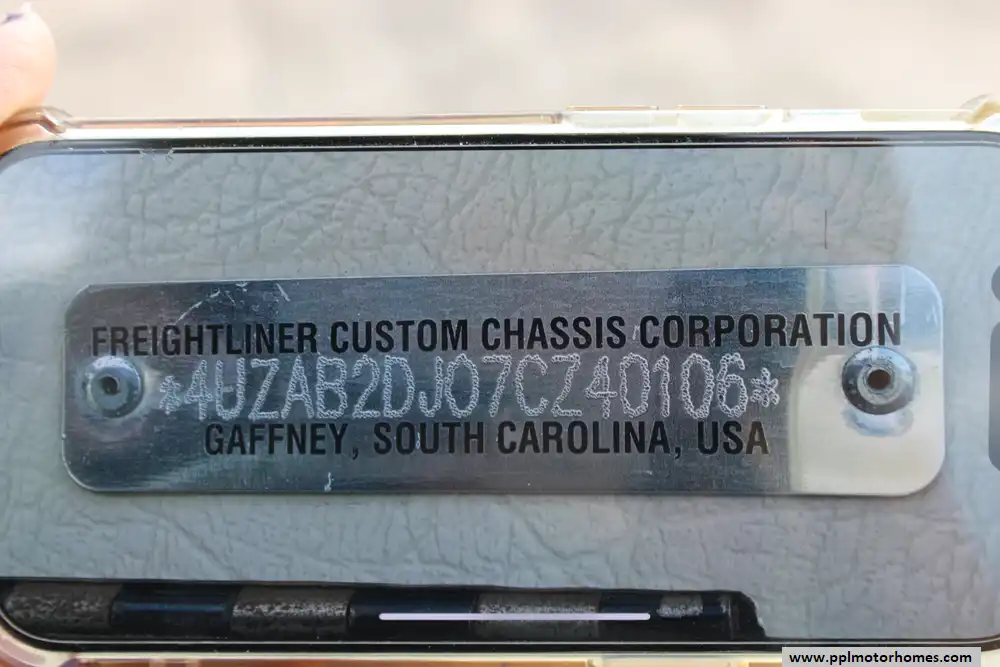 FREIGHTLINER CUSTOM CHASSIS CORPORATION
*4UZAB2DJ07CZ40106*
GAFFNEY, SOUTH CAROLINA, USA
www.pplmotorhomes.com